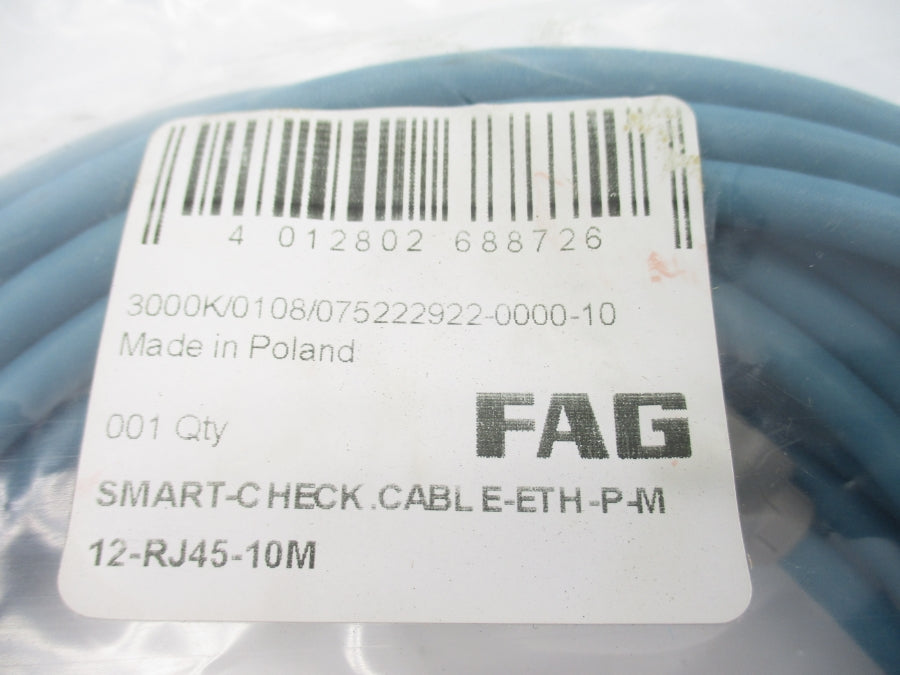 4 012802 688726
3000K/0108/075222922-0000-10
Made in Poland
001 Qty
FAG
SMART-CHECK.CABLE-ETH-P-M
12-RJ45-10M